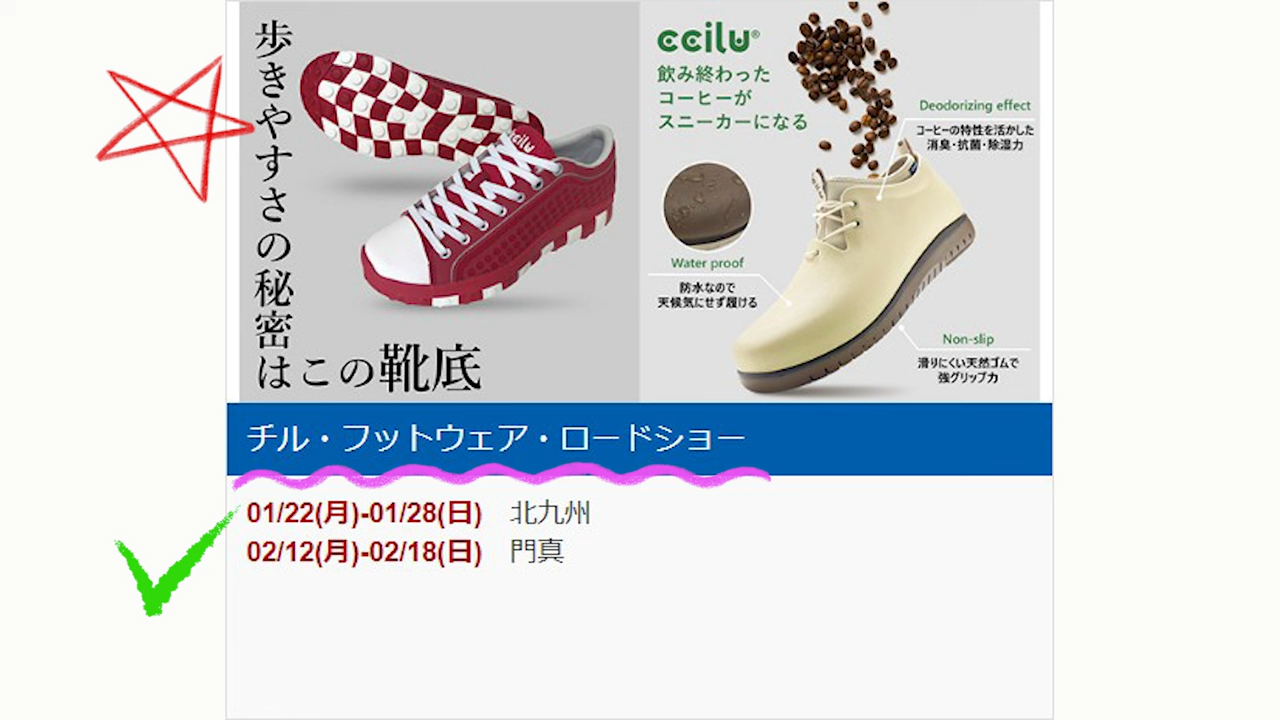 歩きやすさの秘密は
この靴底
ccilu
ccilu®
飲み終わった
コーヒーが
スニーカーになる
Deodorizing effect
コーヒーの特性を活かした
消臭・抗菌・除湿力
Water proof
防水なので
天候気にせず履ける
Non-slip
滑りにくい天然ゴムで
強グリップ力
チル・フットウェア・ロードショー
01/22(月)-01/28(日) 北九州
02/12(月)-02/18(日) 門真